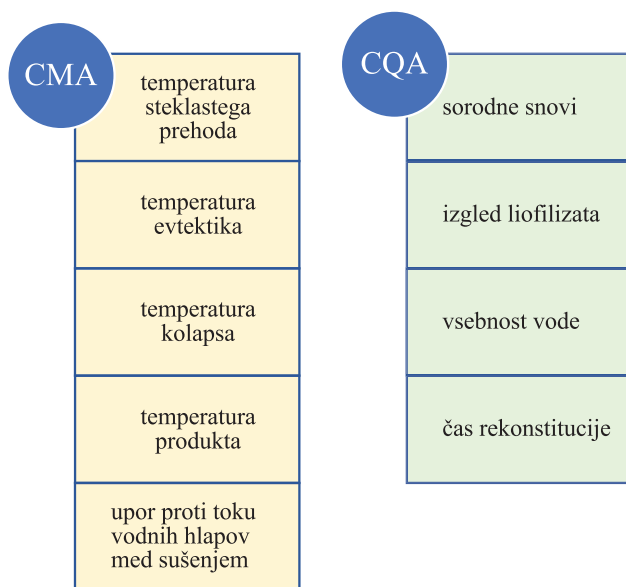 CMA
temperatura
steklastega
prehoda
temperatura
evtektika
temperatura
kolapsa
temperatura
produkta
upor proti toku
vodnih hlapov
med sušenjem
CQA
sorodne snovi
izgled liofilizata
vsebnost vode
čas rekonstitucije